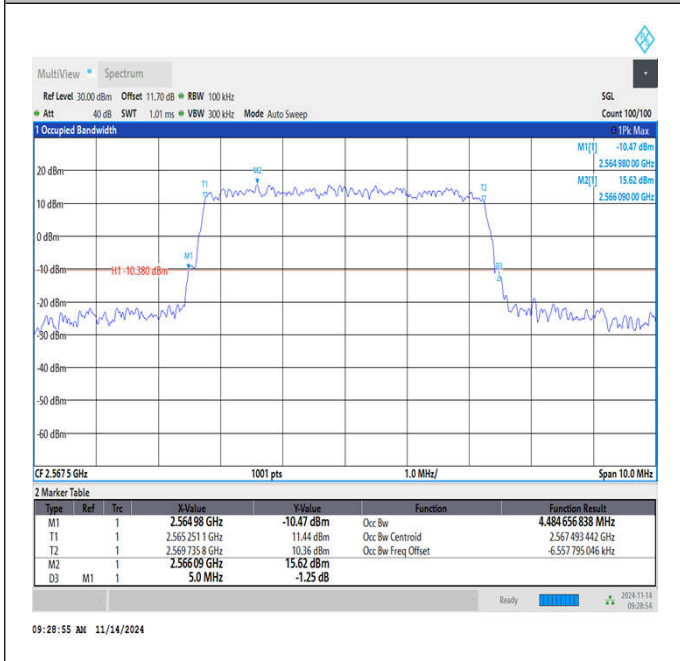 R S
MultiView Spectrum
Ref Level 30.00 dBm Offset 11.70 dB RBW 100 kHz SGL
Att 40 dB SWT 1.01 ms VBW 300 kHz Mode Auto Sweep Count 100/100
1 Occupied Bandwidth 1Pk Max
M1[1] -10.47 dBm
2.564 980 00 GHz
M2[1] 15.62 dBm
2.566 090 00 GHz
20 dBm
M2
T1
T2
10 dBm
0 dBm
M1
D3
-10 dBm H1 -10.380 dBm
-20 dBm
-30 dBm
-40 dBm
-50 dBm
-60 dBm
CF 2.567 5 GHz 1001 pts 1.0 MHz/ Span 10.0 MHz
2 Marker Table
Type Ref Trc X-Value Y-Value Function Function Result
M1 1 2.564 98 GHz -10.47 dBm Occ Bw 4.484 656 838 MHz
T1 1 2.565 251 1 GHz 11.44 dBm Occ Bw Centroid 2.567 493 442 GHz
T2 1 2.569 735 8 GHz 10.36 dBm Occ Bw Freq Offset -6.557 795 046 kHz
M2 1 2.566 09 GHz 15.62 dBm
D3 M1 1 5.0 MHz -1.25 dB
Ready 2024-11-14
09:28:54
09:28:55 AM 11/14/2024